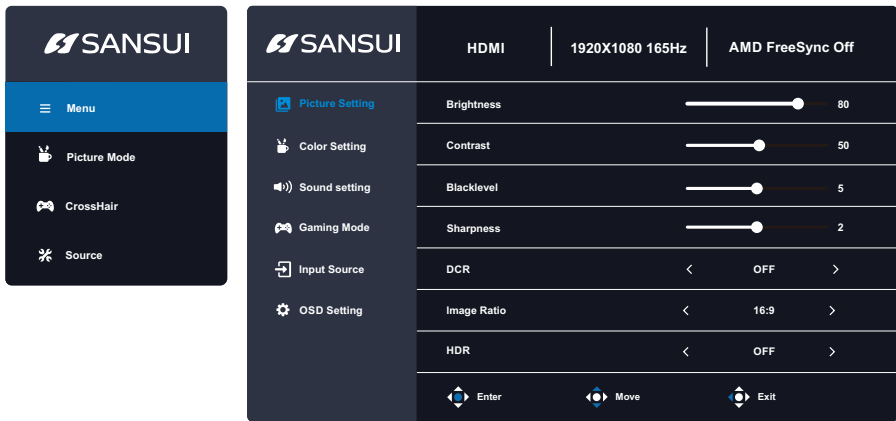 SANSUI
Menu
Picture Mode
CrossHair
Source
SANSUI
HDMI
1920X1080 165Hz
AMD FreeSync Off
Picture Setting
Color Setting
Sound setting
Gaming Mode
Input Source
OSD Setting
Brightness 80
Contrast 50
Blacklevel 5
Sharpness 2
DCR OFF
Image Ratio 16:9
HDR OFF
Enter Move Exit